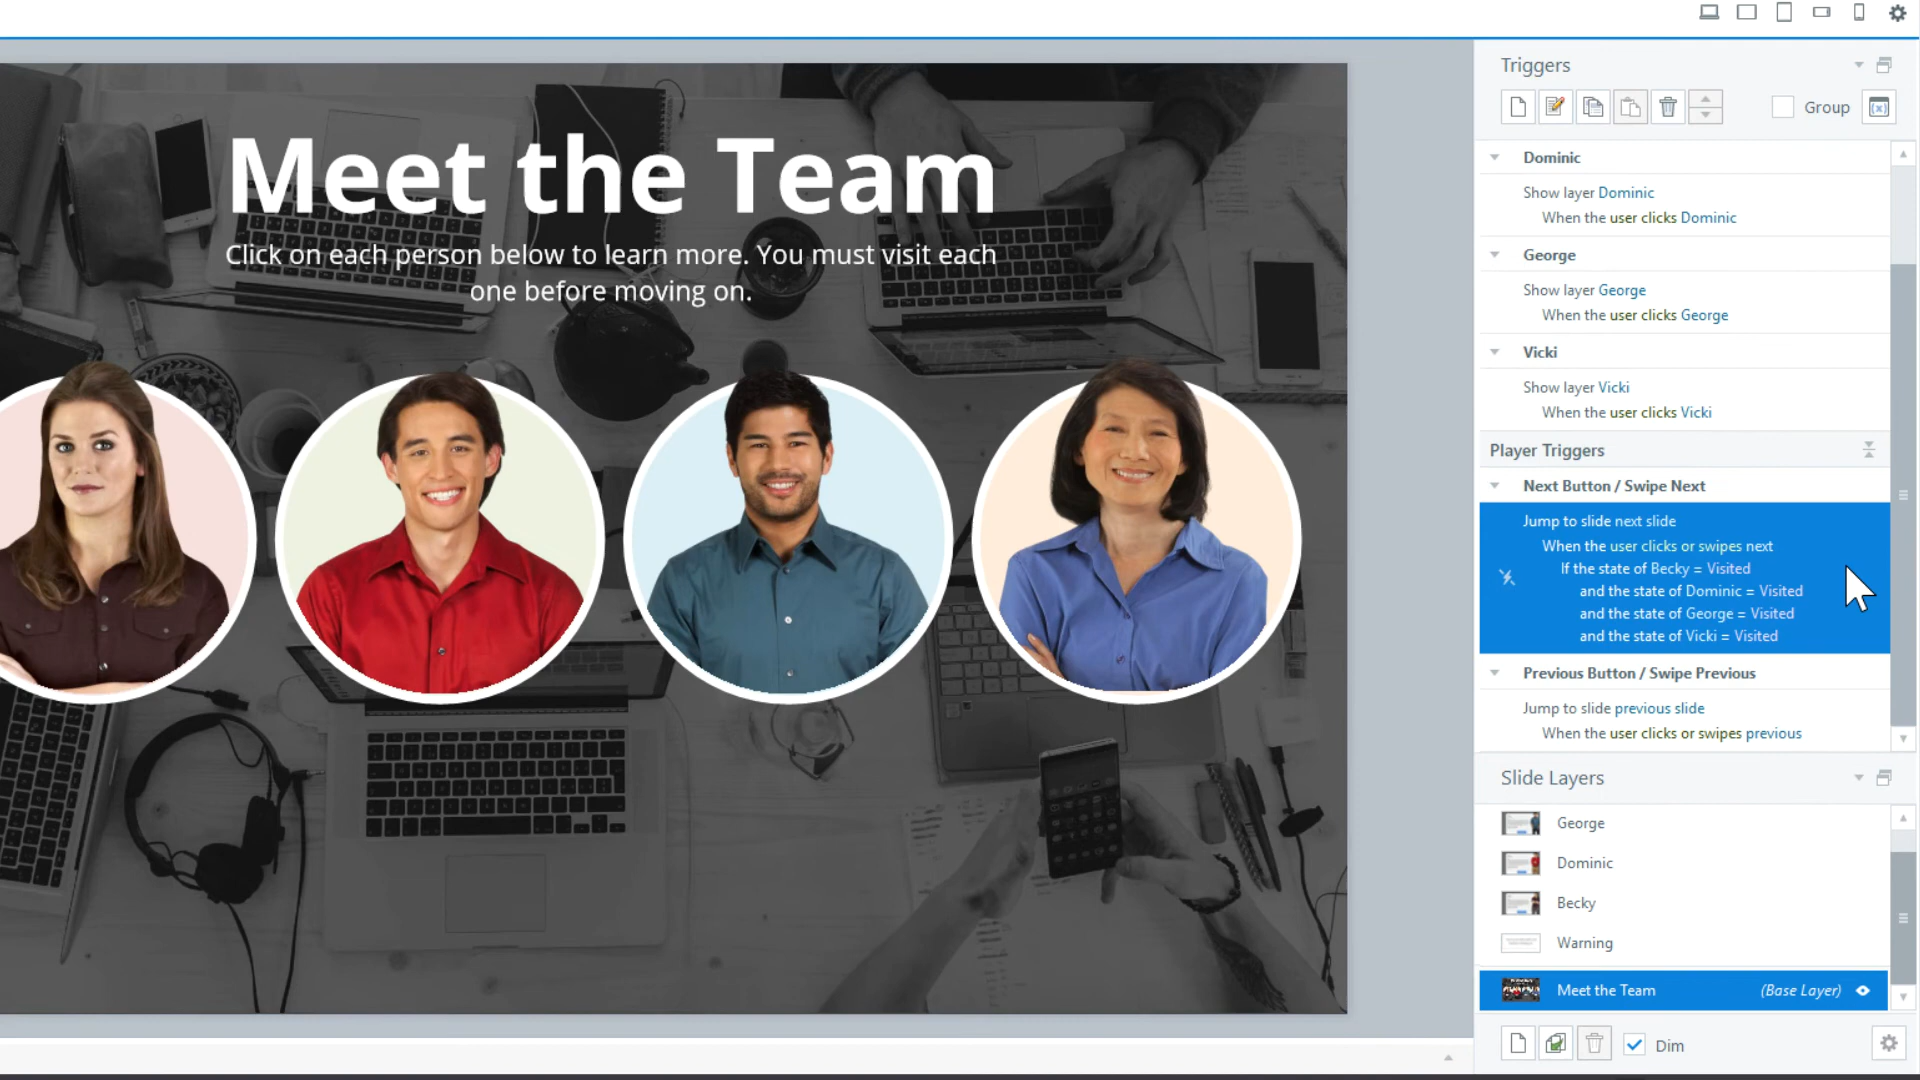 Meet the Team
Click on each person below to learn more. You must visit each
one before moving on.
Triggers
Group
Dominic
Show layer Dominic
When the user clicks Dominic
George
Show layer George
When the user clicks George
Vicki
Show layer Vicki
When the user clicks Vicki
Player Triggers
Next Button / Swipe Next
Jump to slide next slide
When the user clicks or swipes next
If the state of Becky = Visited
and the state of Dominic = Visited
and the state of George = Visited
and the state of Vicki = Visited
Previous Button / Swipe Previous
Jump to slide previous slide
When the user clicks or swipes previous
Slide Layers
George
Dominic
Becky
Warning
Meet the Team (Base Layer)
Dim